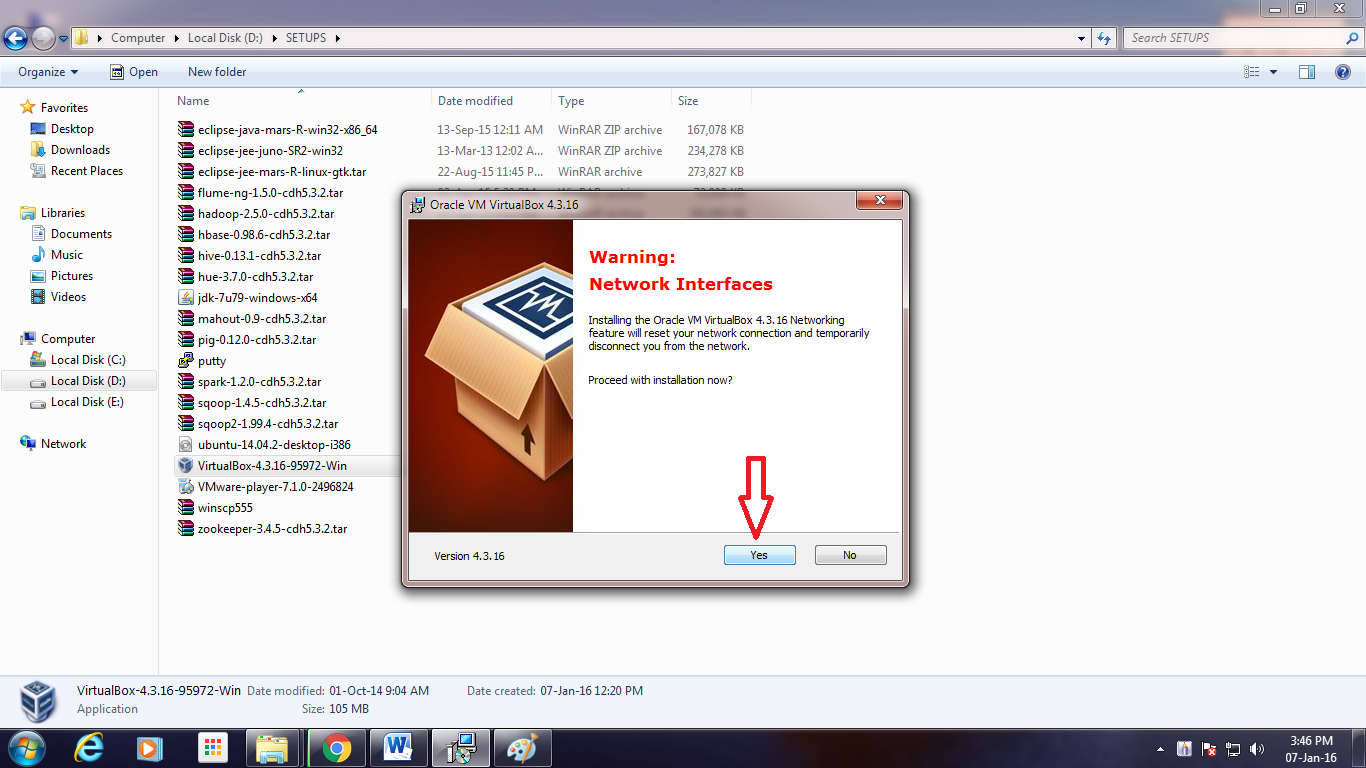 Computer Local Disk (D:) SETUPS
Search SETUPS
Organize Open New folder
Name Date modified Type Size
Favorites
Desktop
Downloads
Recent Places
Libraries
Documents
Music
Pictures
Videos
Computer
Local Disk (C:)
Local Disk (D:)
Local Disk (E:)
Network
eclipse-java-mars-R-win32-x86_64 13-Sep-15 12:11 AM WinRAR ZIP archive 167,078 KB
eclipse-jee-juno-SR2-win32 13-Mar-13 12:02 A... WinRAR ZIP archive 234,278 KB
eclipse-jee-mars-R-linux-gtk.tar 22-Aug-15 11:45 P... WinRAR archive 273,827 KB
flume-ng-1.5.0-cdh5.3.2.tar
hadoop-2.5.0-cdh5.3.2.tar
hbase-0.98.6-cdh5.3.2.tar
hive-0.13.1-cdh5.3.2.tar
hue-3.7.0-cdh5.3.2.tar
jdk-7u79-windows-x64
mahout-0.9-cdh5.3.2.tar
pig-0.12.0-cdh5.3.2.tar
putty
spark-1.2.0-cdh5.3.2.tar
sqoop-1.4.5-cdh5.3.2.tar
sqoop2-1.99.4-cdh5.3.2.tar
ubuntu-14.04.2-desktop-i386
VirtualBox-4.3.16-95972-Win
VMware-player-7.1.0-2496824
winscp555
zookeeper-3.4.5-cdh5.3.2.tar
Oracle VM VirtualBox 4.3.16
Warning:
Network Interfaces
Installing the Oracle VM VirtualBox 4.3.16 Networking
feature will reset your network connection and temporarily
disconnect you from the network.
Proceed with installation now?
Version 4.3.16
Yes No
VirtualBox-4.3.16-95972-Win Date modified: 01-Oct-14 9:04 AM Date created: 07-Jan-16 12:20 PM
Application Size: 105 MB
3:46 PM
07-Jan-16